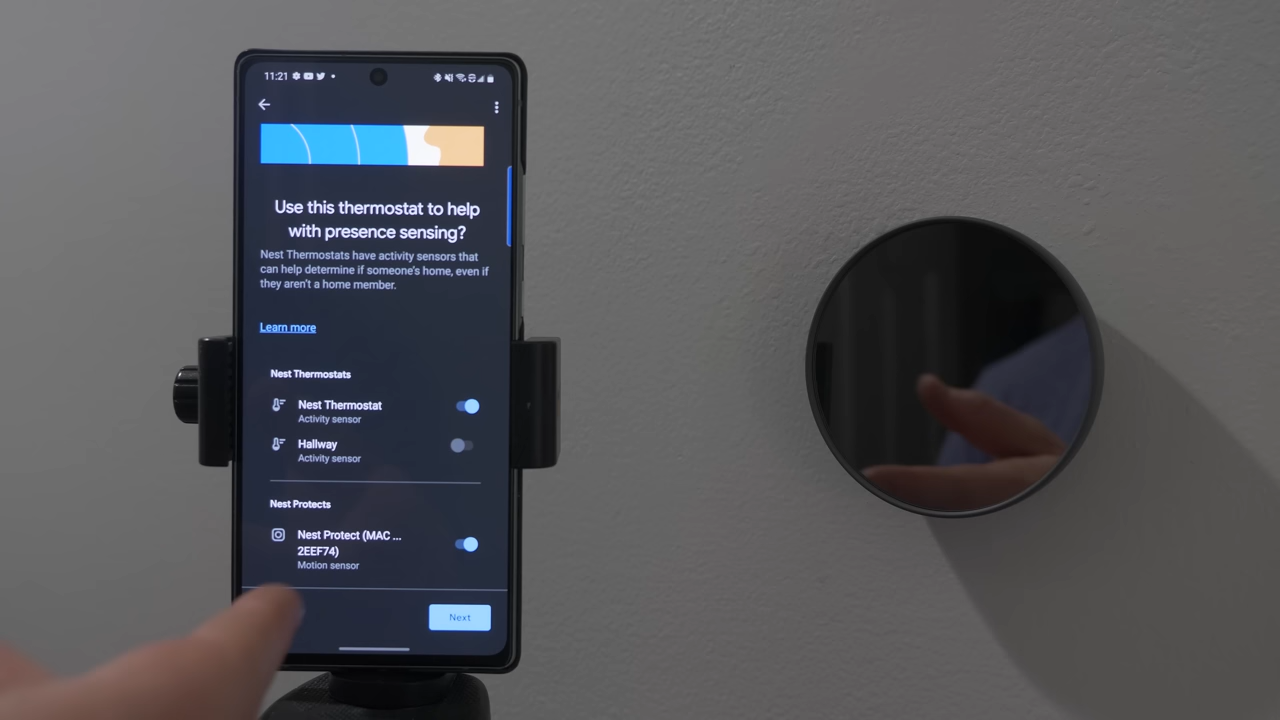 11:21
Use this thermostat to help
with presence sensing?
Nest Thermostats have activity sensors that
can help determine if someone's home, even if
they aren't a home member.
Learn more
Nest Thermostats
Nest Thermostat
Activity sensor
Hallway
Activity sensor
Nest Protects
Nest Protect (MAC ...
2EEF74)
Motion sensor
Next